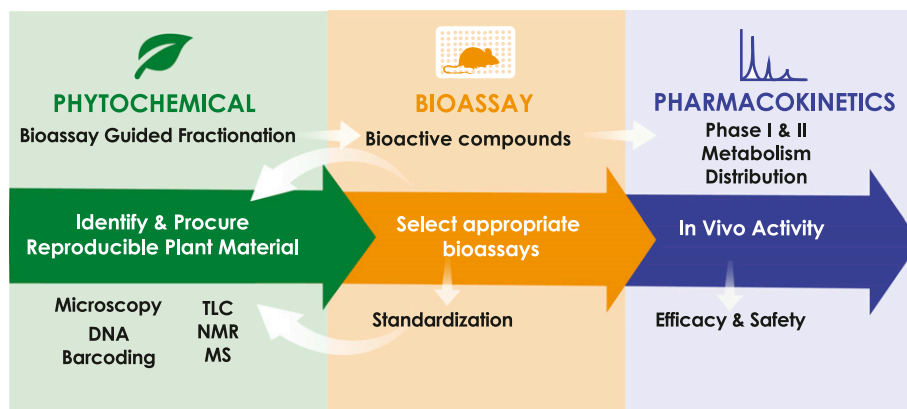 PHYTOCHEMICAL
Bioassay Guided Fractionation
Identify & Procure
Reproducible Plant Material
Microscopy
DNA
Barcoding
TLC
NMR
MS
BIOASSAY
Bioactive compounds
Select appropriate
bioassays
Standardization
PHARMACOKINETICS
Phase I & II
Metabolism
Distribution
In Vivo Activity
Efficacy & Safety